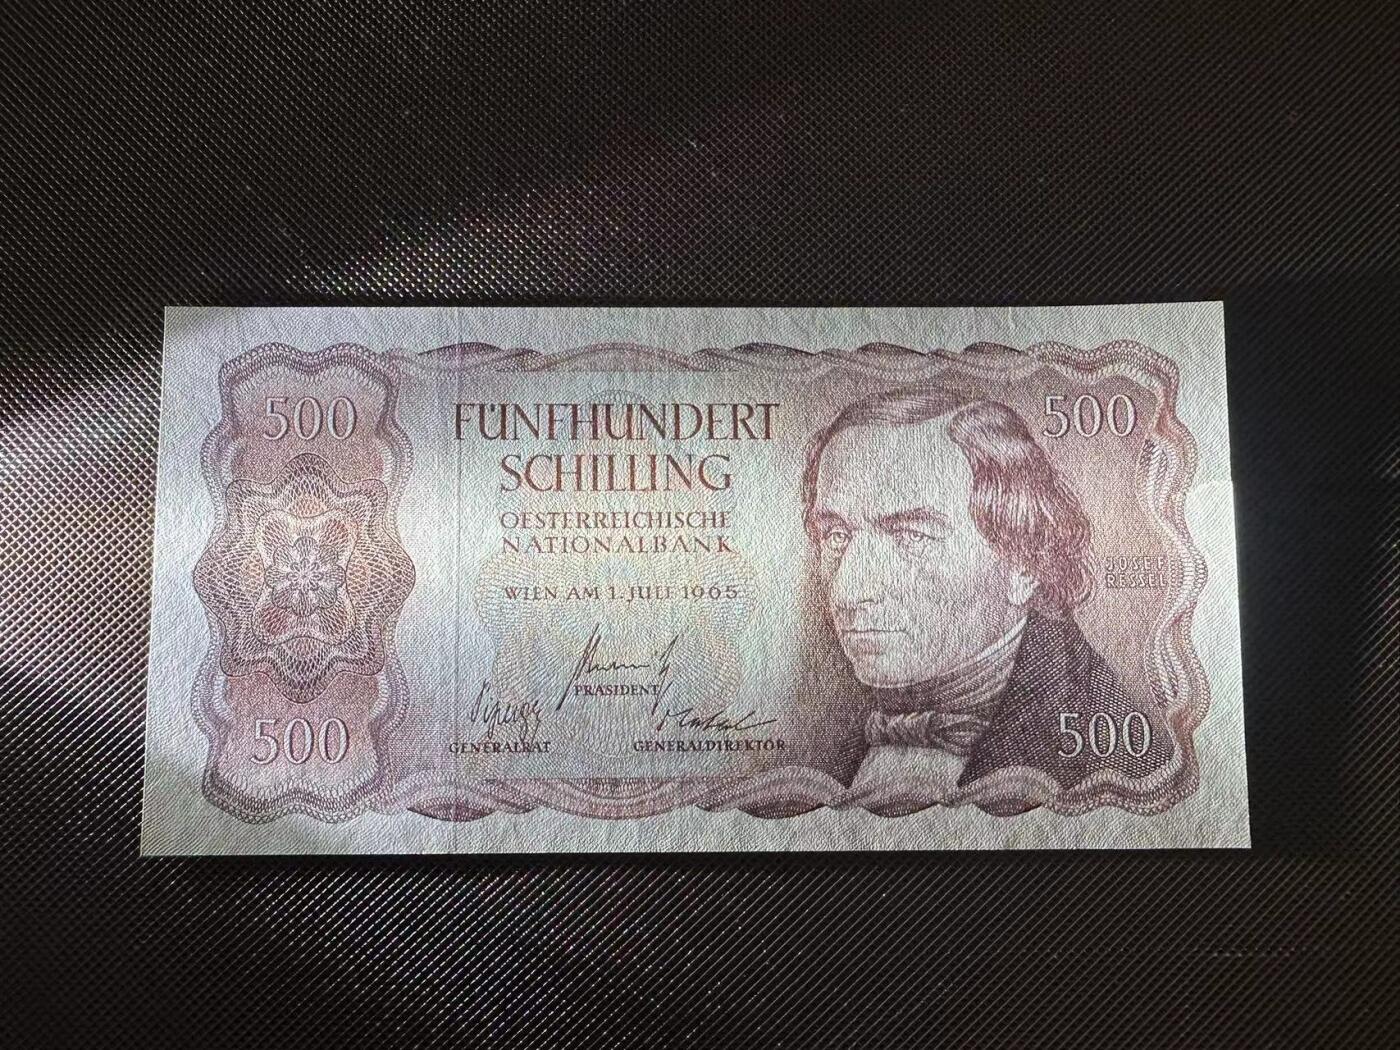 500
500
FÜNFHUNDERT
SCHILLING
OESTERREICHISCHE
NATIONALBANK
WIEN AM 1. JULI 1965
JOSEF
RESSEL
PRÄSIDENT
GENERALRAT
GENERALDIREKTOR
500
500